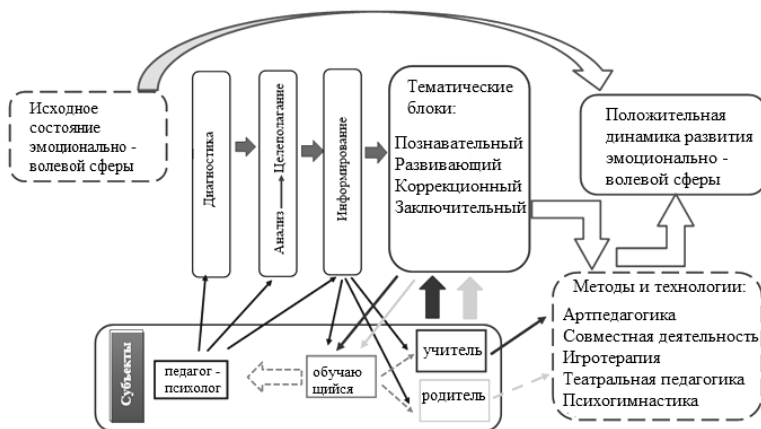 Исходное
состояние
эмоционально -
волевой сферы
Диагностика
Анализ Целеполагание
Информирование
Тематические
блоки:
Познавательный
Развивающий
Коррекционный
Заключительный
Положительная
динамика развития
эмоционально -
волевой сферы
Методы и технологии:
Артпедагогика
Совместная деятельность
Игротерапия
Театральная педагогика
Психогимнастика
Субъекты
педагог -
психолог
обучаю
щийся
учитель
родитель